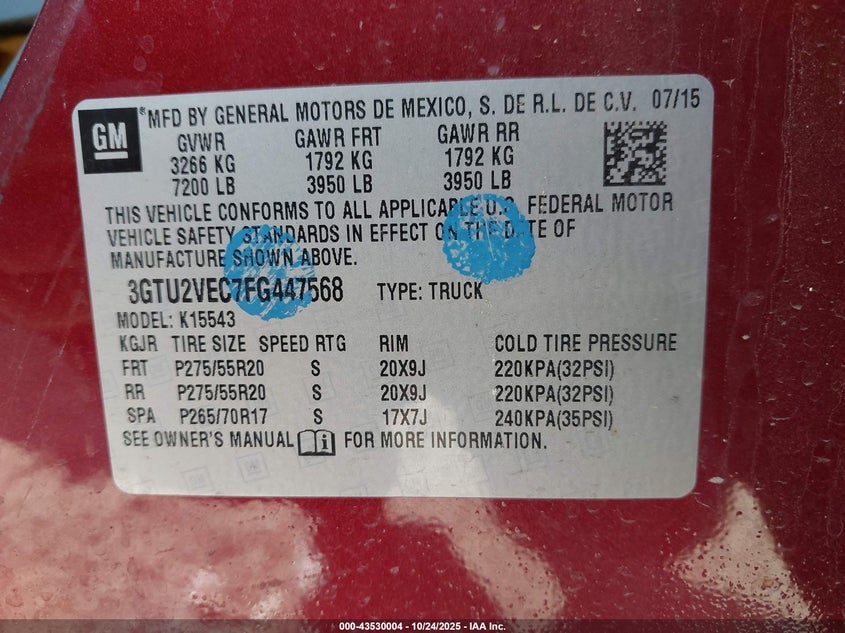 GM
®MFD BY GENERAL MOTORS DE MEXICO, S. DE R.L. DE C.V. 07/15
GVWR GAWR FRT GAWR RR
3266 KG 1792 KG 1792 KG
7200 LB 3950 LB 3950 LB
THIS VEHICLE CONFORMS TO ALL APPLICABLE U.S. FEDERAL MOTOR
VEHICLE SAFETY STANDARDS IN EFFECT ON THE DATE OF
MANUFACTURE SHOWN ABOVE.
3GTU2VEC7FG447568 TYPE: TRUCK
MODEL: K15543
KGJR TIRE SIZE SPEED RTG RIM COLD TIRE PRESSURE
FRT P275/55R20 S 20X9J 220KPA(32PSI)
RR P275/55R20 S 20X9J 220KPA(32PSI)
SPA P265/70R17 S 17X7J 240KPA(35PSI)
SEE OWNER'S MANUAL i FOR MORE INFORMATION.
000-43530004 - 10/24/2025 - IAA Inc.